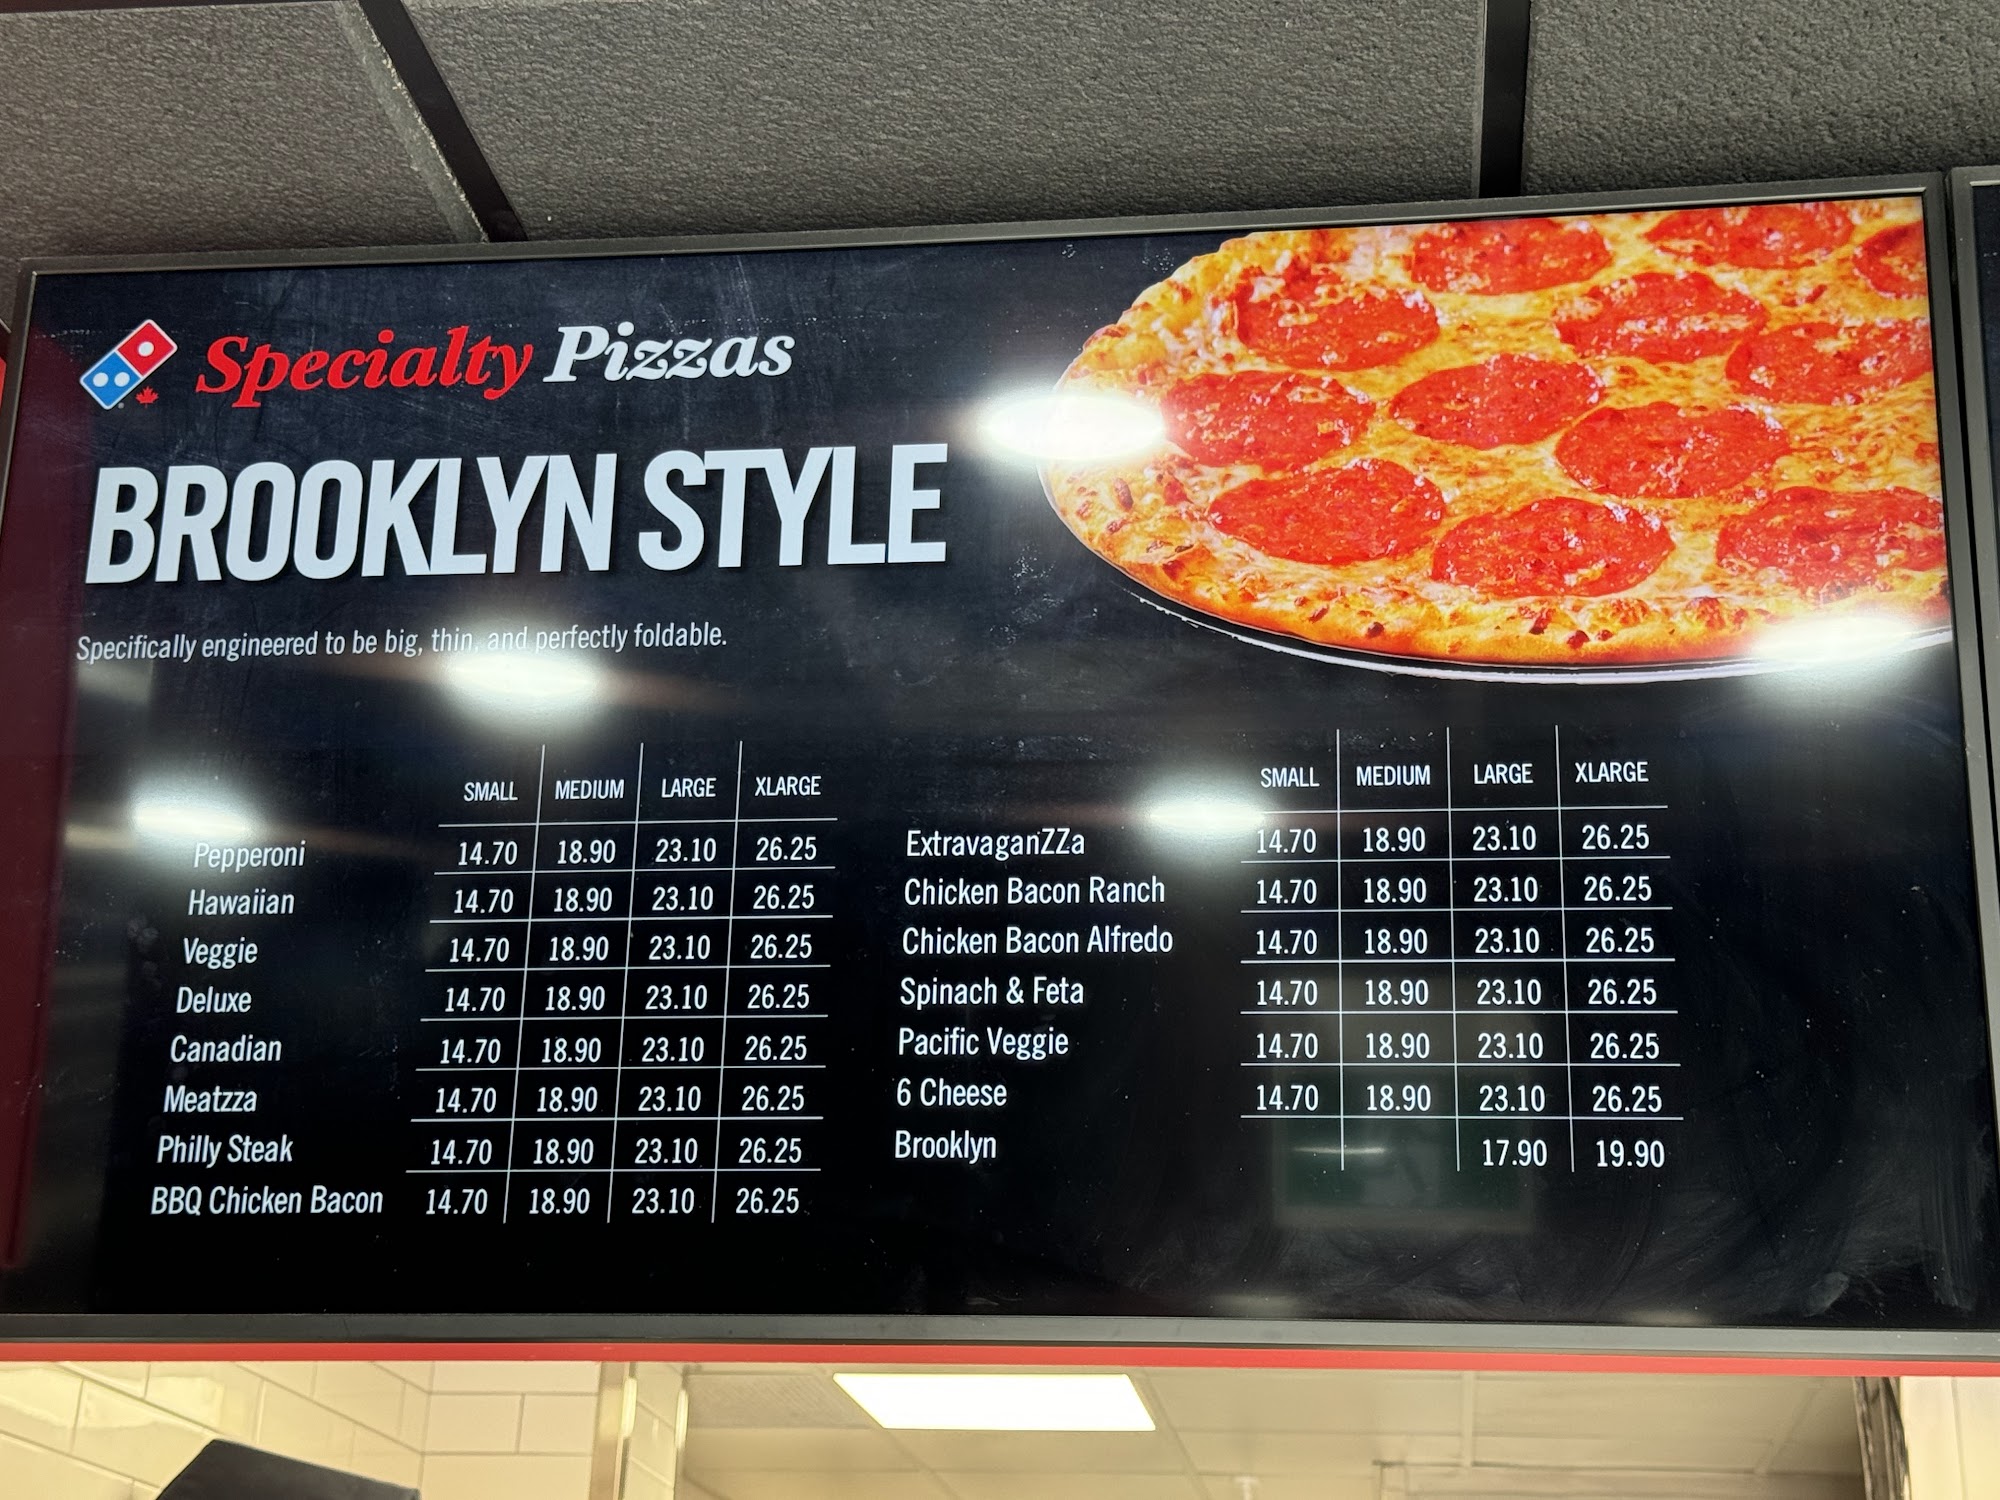 Specialty Pizzas
BROOKLYN STYLE
Specifically engineered to be big, thin, and perfectly foldable.
SMALL MEDIUM LARGE XLARGE
Pepperoni 14.70 18.90 23.10 26.25
Hawaiian 14.70 18.90 23.10 26.25
Veggie 14.70 18.90 23.10 26.25
Deluxe 14.70 18.90 23.10 26.25
Canadian 14.70 18.90 23.10 26.25
Meatzza 14.70 18.90 23.10 26.25
Philly Steak 14.70 18.90 23.10 26.25
BBQ Chicken Bacon 14.70 18.90 23.10 26.25
SMALL MEDIUM LARGE XLARGE
ExtravaganZZa 14.70 18.90 23.10 26.25
Chicken Bacon Ranch 14.70 18.90 23.10 26.25
Chicken Bacon Alfredo 14.70 18.90 23.10 26.25
Spinach & Feta 14.70 18.90 23.10 26.25
Pacific Veggie 14.70 18.90 23.10 26.25
6 Cheese 14.70 18.90 23.10 26.25
Brooklyn 17.90 19.90